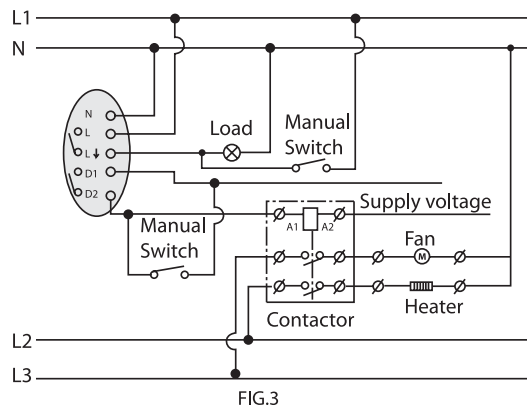 L1
N
N
L
L ↓
D1
D2
Load
Manual
Switch
Manual
Switch
Supply voltage
A1 A2
Fan
M
Heater
Contactor
L2
L3
FIG.3